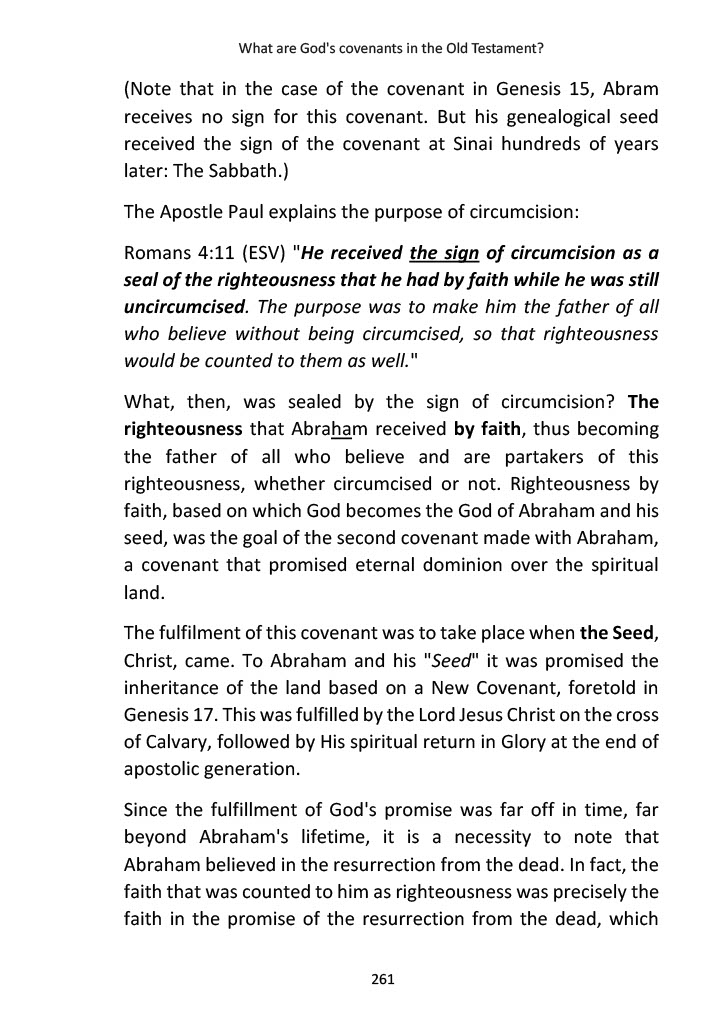 What are God's covenants in the Old Testament?
(Note that in the case of the covenant in Genesis 15, Abram
receives no sign for this covenant. But his genealogical seed
received the sign of the covenant at Sinai hundreds of years
later: The Sabbath.)
The Apostle Paul explains the purpose of circumcision:
Romans 4:11 (ESV) "He received the sign of circumcision as a
seal of the righteousness that he had by faith while he was still
uncircumcised. The purpose was to make him the father of all
who believe without being circumcised, so that righteousness
would be counted to them as well."
What, then, was sealed by the sign of circumcision? The
righteousness that Abraham received by faith, thus becoming
the father of all who believe and are partakers of this
righteousness, whether circumcised or not. Righteousness by
faith, based on which God becomes the God of Abraham and his
seed, was the goal of the second covenant made with Abraham,
a covenant that promised eternal dominion over the spiritual
land.
The fulfilment of this covenant was to take place when the Seed,
Christ, came. To Abraham and his "Seed" it was promised the
inheritance of the land based on a New Covenant, foretold in
Genesis 17. This was fulfilled by the Lord Jesus Christ on the cross
of Calvary, followed by His spiritual return in Glory at the end of
apostolic generation.
Since the fulfillment of God's promise was far off in time, far
beyond Abraham's lifetime, it is a necessity to note that
Abraham believed in the resurrection from the dead. In fact, the
faith that was counted to him as righteousness was precisely the
faith in the promise of the resurrection from the dead, which
261